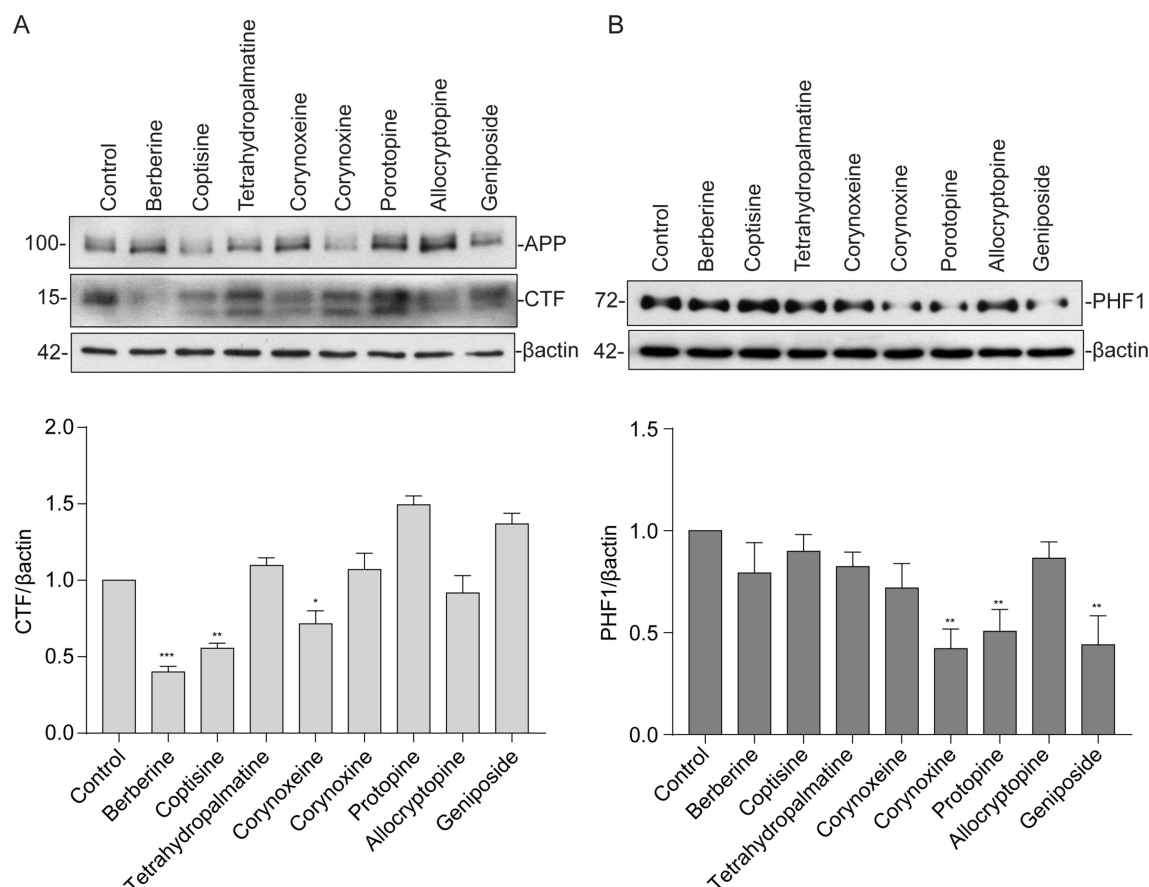 A
Control
Berberine
Coptisine
Tetrahydropalmatine
Corynoxeine
Corynoxine
Porotopine
Allocryptopine
Geniposide
100-
-APP
15-
-CTF
42-
-βactin
CTF/βactin
2.0
1.5
1.0
0.5
0.0
***
**
*
Control
Berberine
Coptisine
Tetrahydropalmatine
Corynoxeine
Corynoxine
Protopine
Allocryptopine
Geniposide
B
Control
Berberine
Coptisine
Tetrahydropalmatine
Corynoxeine
Corynoxine
Porotopine
Allocryptopine
Geniposide
72-
-PHF1
42-
-βactin
PHF1/βactin
1.5
1.0
0.5
0.0
**
**
**
Control
Berberine
Coptisine
Tetrahydropalmatine
Corynoxeine
Corynoxine
Protopine
Allocryptopine
Geniposide